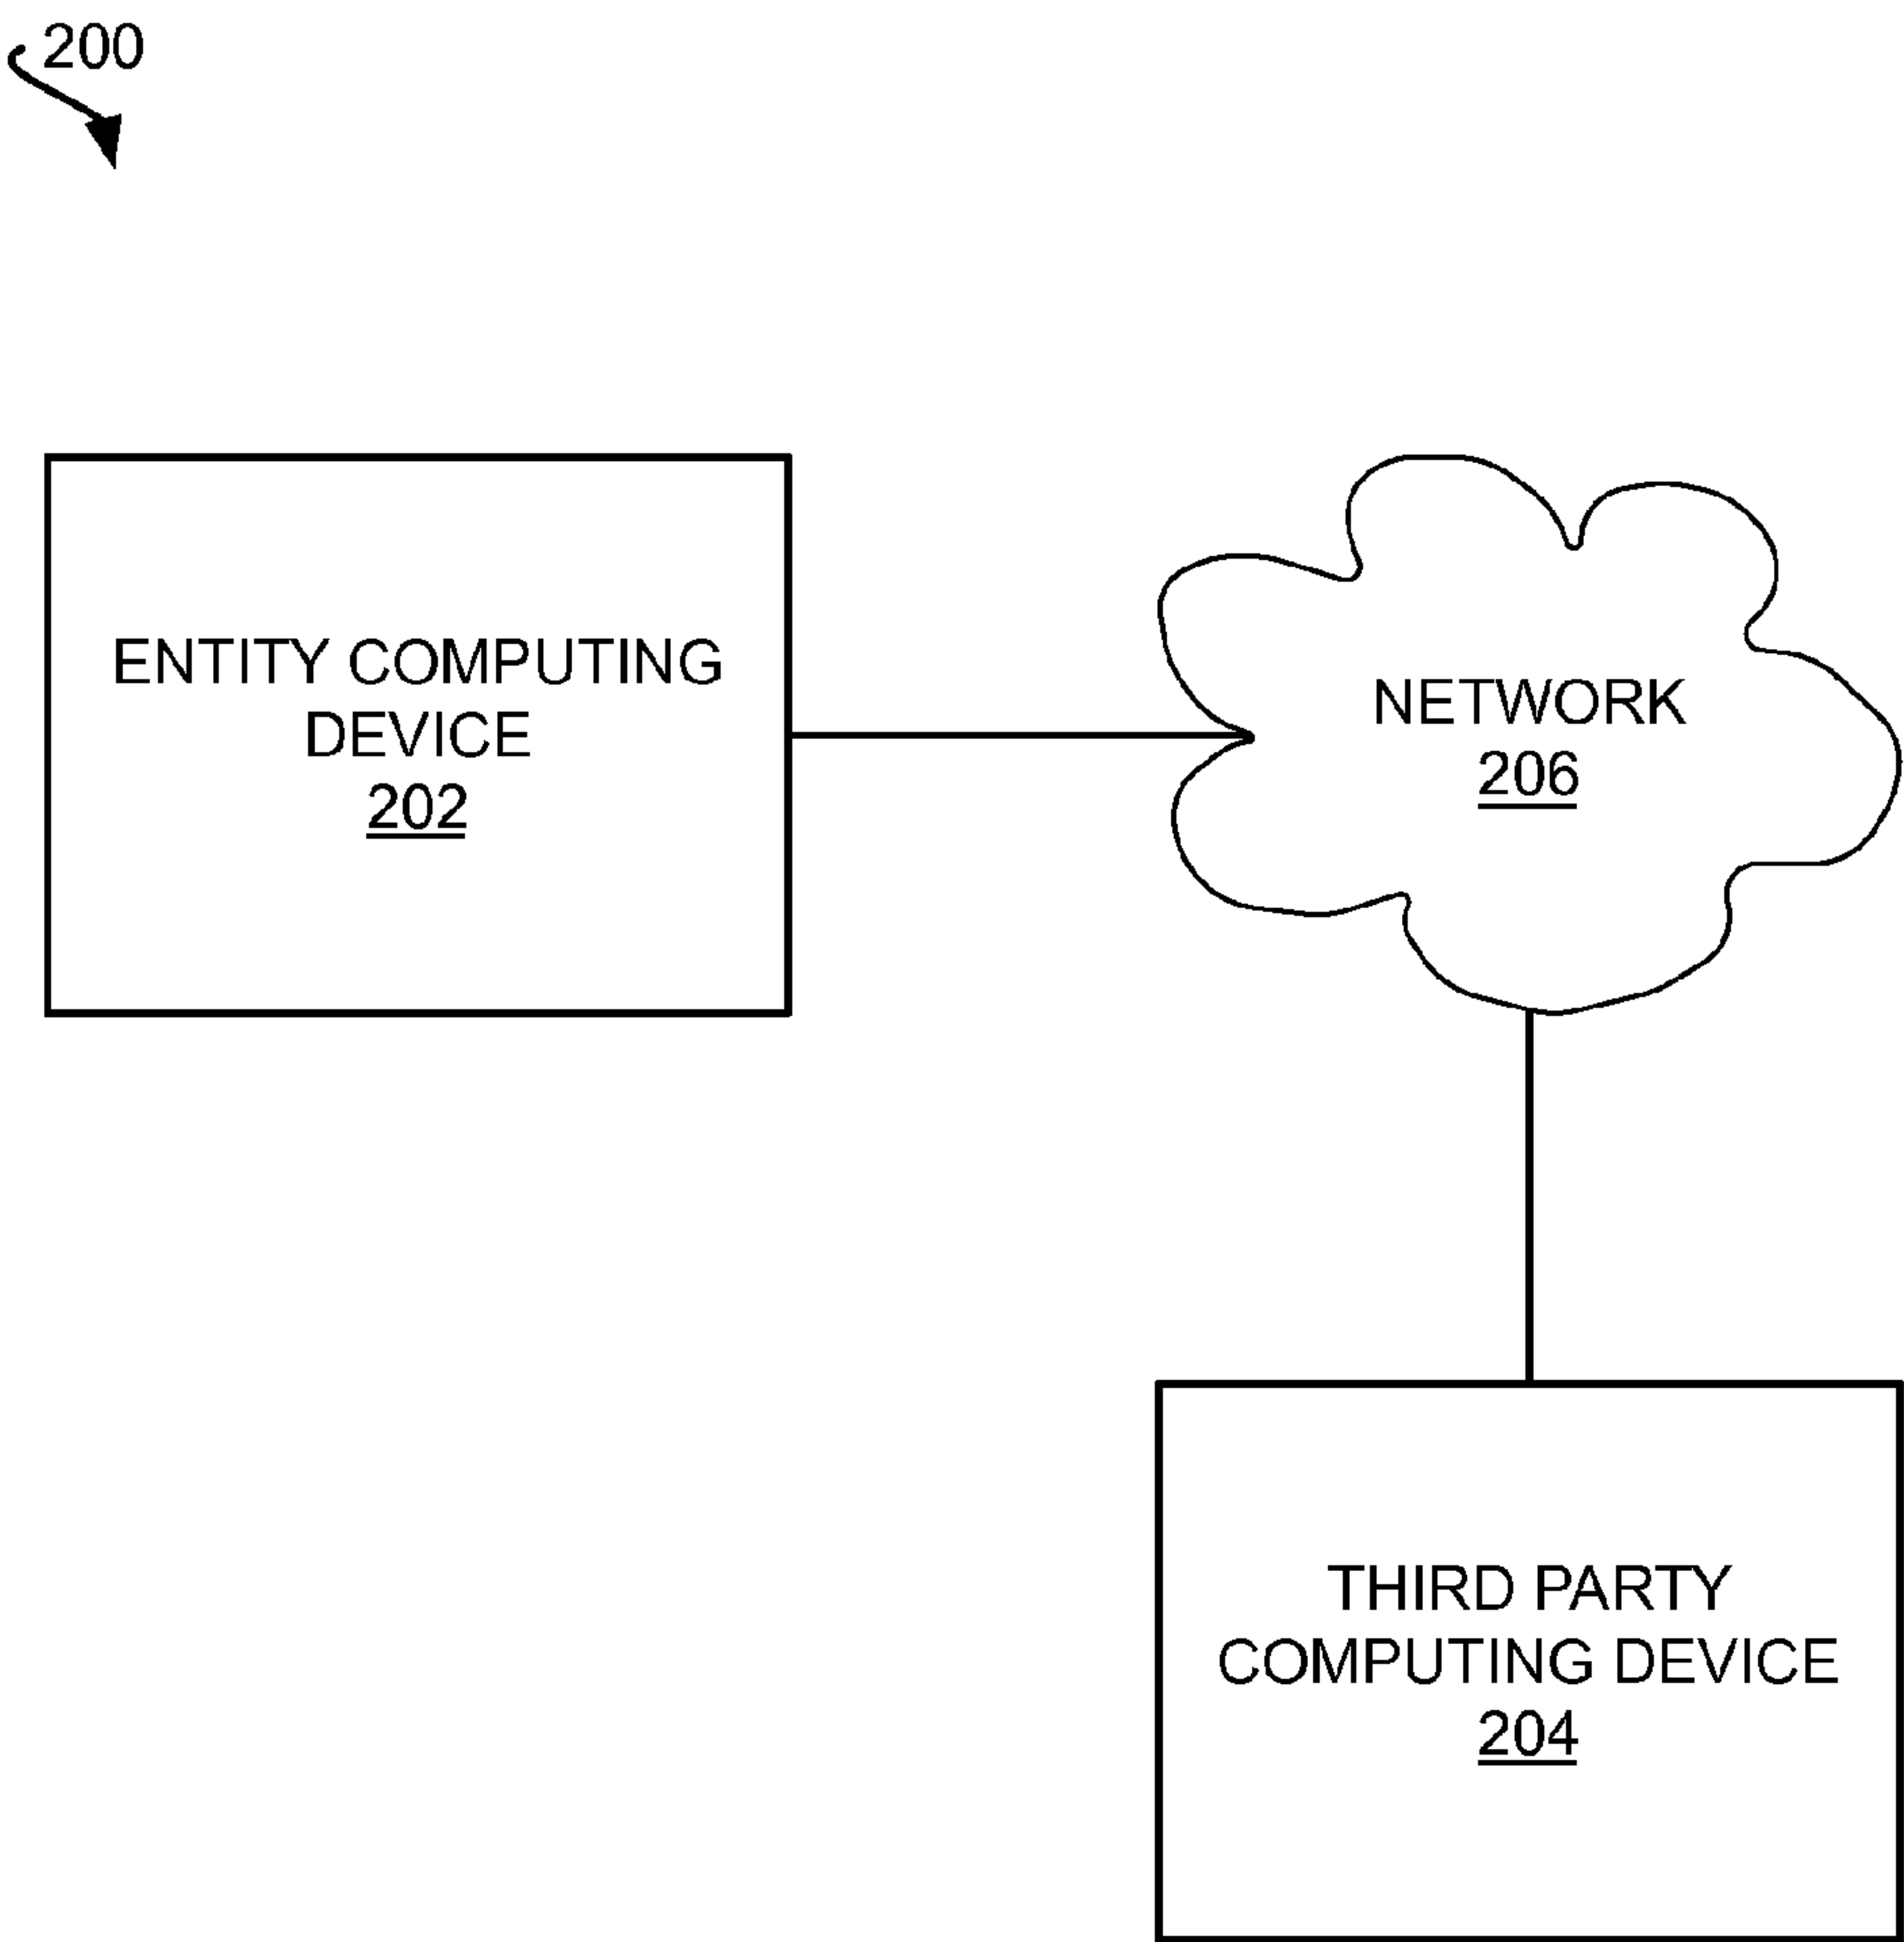 200
ENTITY COMPUTING
DEVICE
202
NETWORK
206
THIRD PARTY
COMPUTING DEVICE
204